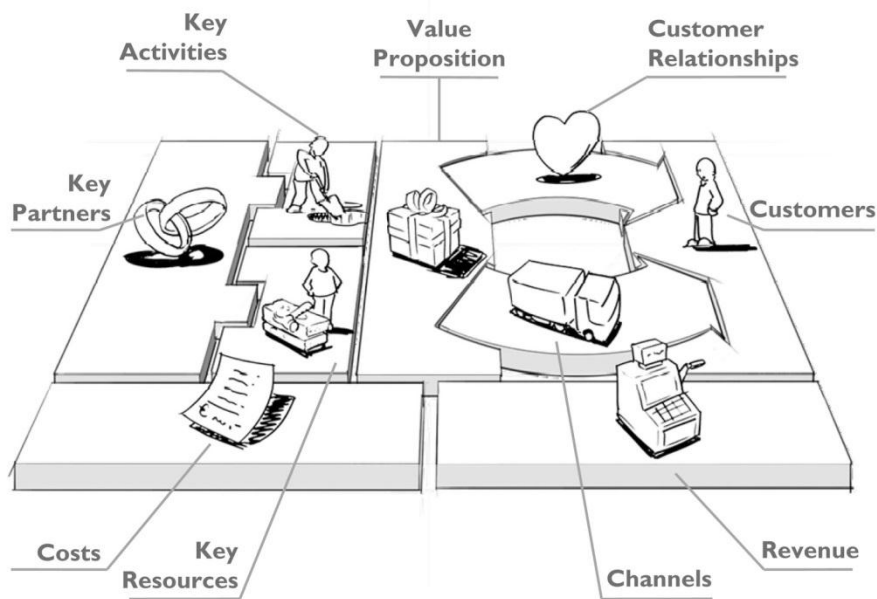 Key
Activities
Value
Proposition
Customer
Relationships
Key
Partners
Customers
Costs
Key
Resources
Channels
Revenue